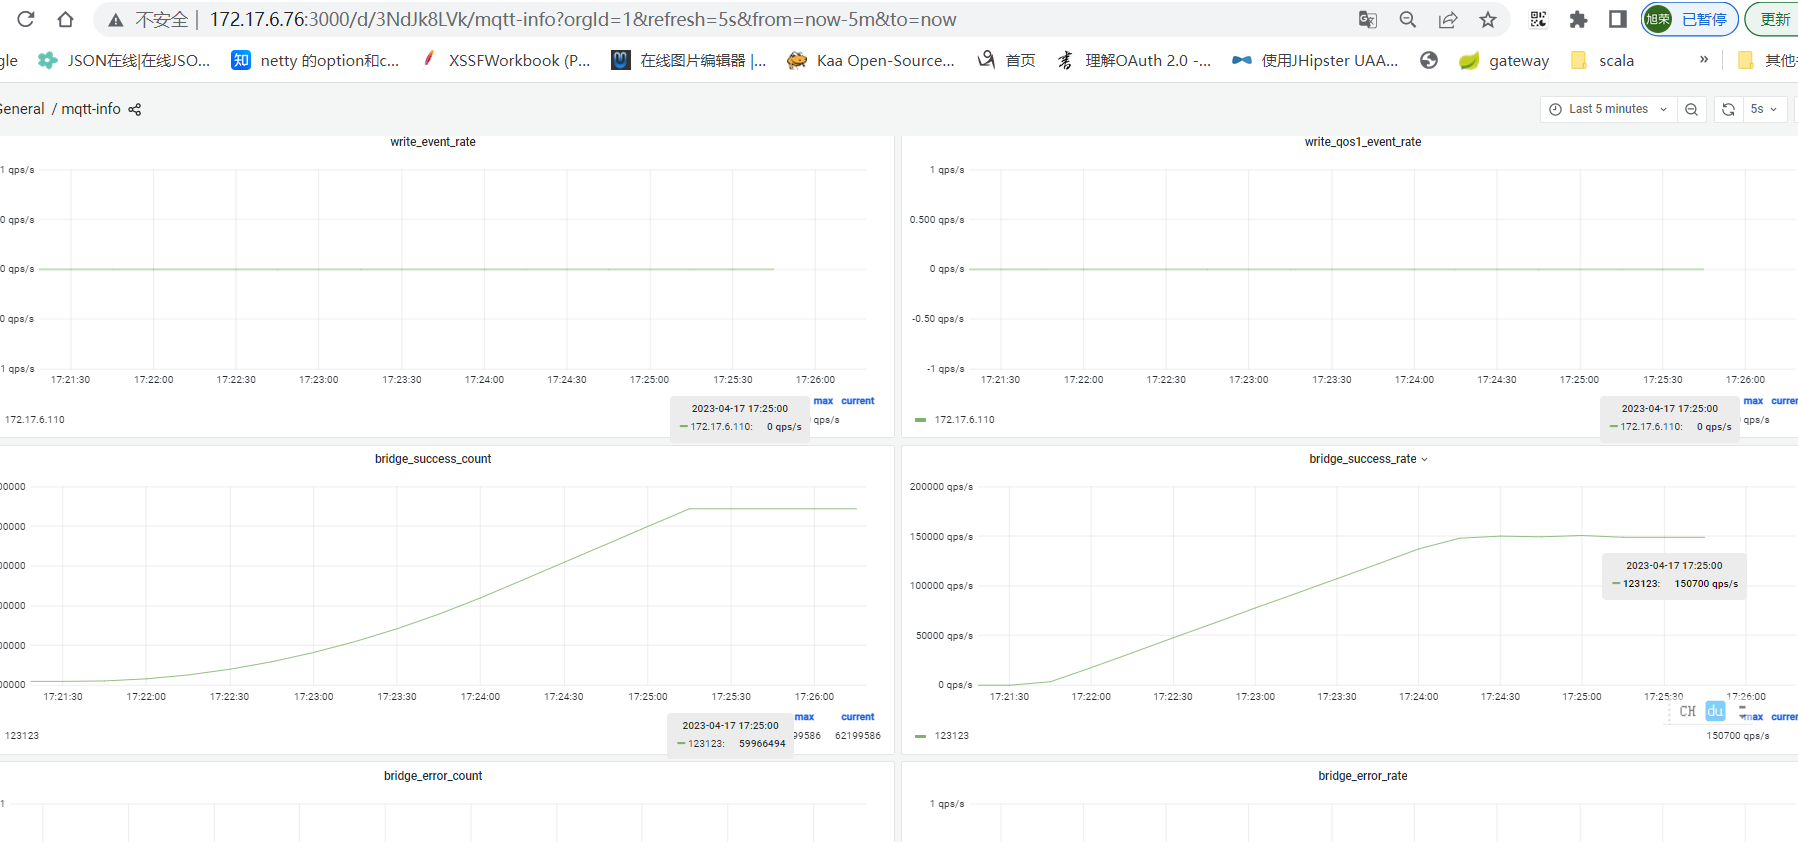 不安全 172.17.6.76:3000/d/3NdJk8LVk/mqtt-info?orgId=1&refresh=5s&from=now-5m&to=now 旭荣 已暂停 更新
gle JSON在线|在线JSO... 知 netty 的option和c... XSSFWorkbook (P... 在线图片编辑器 |... Kaa Open-Source... 首页 理解OAuth 2.0 -... 使用JHipster UAA... gateway scala » 其他
General / mqtt-info Last 5 minutes 5s
write_event_rate
1 qps/s
0 qps/s
0 qps/s
0 qps/s
1 qps/s
17:21:30 17:22:00 17:22:30 17:23:00 17:23:30 17:24:00 17:24:30 17:25:00 17:25:30 17:26:00
max current
172.17.6.110 qps/s
2023-04-17 17:25:00
172.17.6.110: 0 qps/s
write_qos1_event_rate
1 qps/s
0.500 qps/s
0 qps/s
-0.50 qps/s
-1 qps/s
17:21:30 17:22:00 17:22:30 17:23:00 17:23:30 17:24:00 17:24:30 17:25:00 17:25:30 17:26:00
max curren
172.17.6.110 qps/s
2023-04-17 17:25:00
172.17.6.110: 0 qps/s
bridge_success_count
00000
00000
00000
00000
00000
00000
17:21:30 17:22:00 17:22:30 17:23:00 17:23:30 17:24:00 17:24:30 17:25:00 17:25:30 17:26:00
max current
123123 99586 62199586
2023-04-17 17:25:00
123123: 59966494
bridge_success_rate
200000 qps/s
150000 qps/s
100000 qps/s
50000 qps/s
0 qps/s
17:21:30 17:22:00 17:22:30 17:23:00 17:23:30 17:24:00 17:24:30 17:25:00 17:25:30 17:26:00
2023-04-17 17:25:00
123123: 150700 qps/s
CH du
max curren
123123 150700 qps/s
bridge_error_count
1
bridge_error_rate
1 qps/s